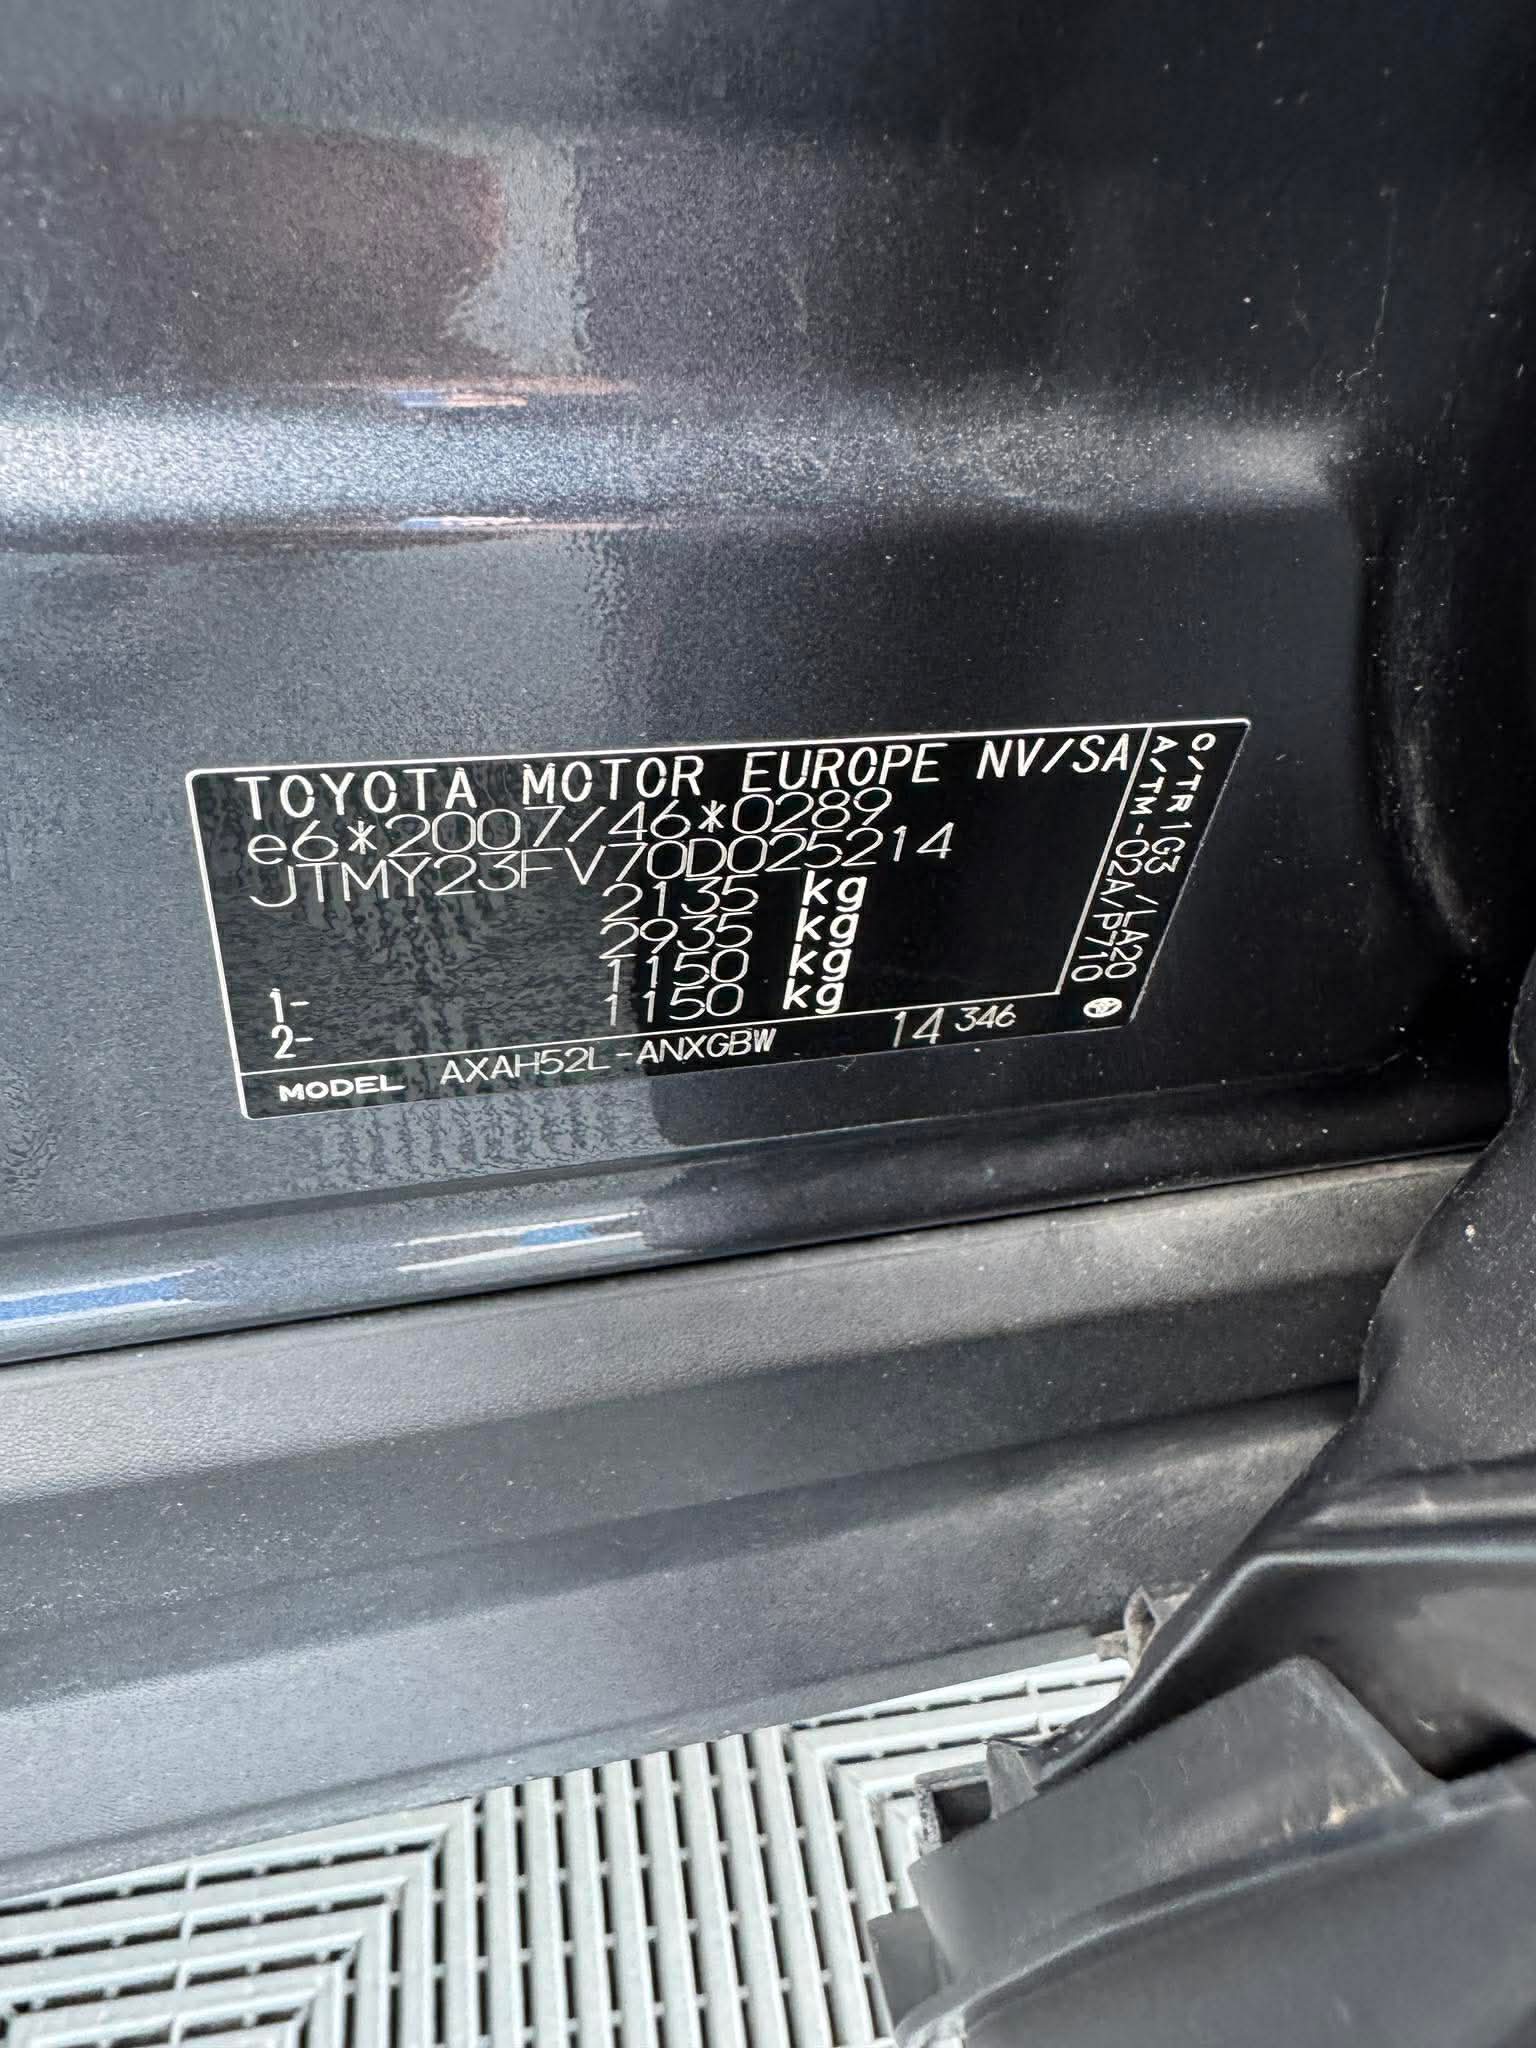 TOYOTA MOTOR EUROPE NV/SA
e6*2007/46*0289
JTMY23FV70D025214
2135 kg
2935 kg
1- 1150 kg
2- 1150 kg
MODEL AXAH52L-ANXGBW 14 346
C/TR 1G3 /LA20
A/TM -02A/P710